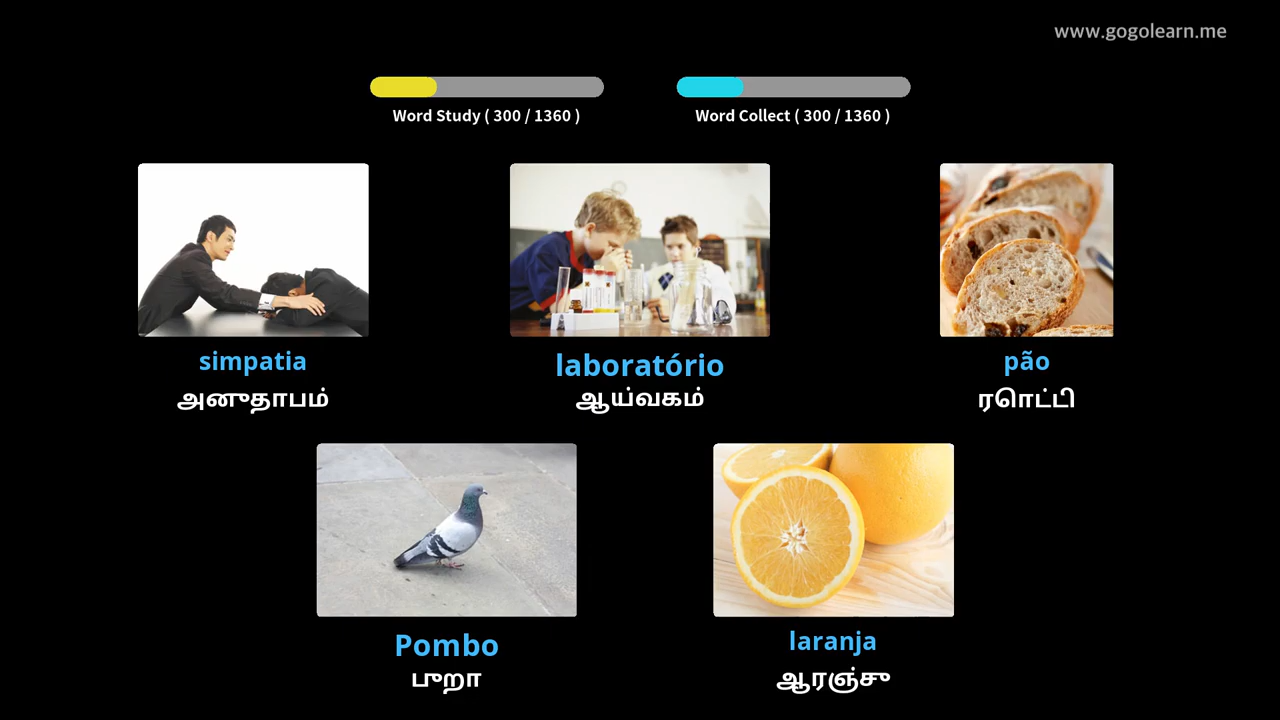 www.gogolearn.me
Word Study ( 300 / 1360 )
Word Collect ( 300 / 1360 )
simpatia
அனுதாபம்
laboratório
ஆய்வகம்
pão
ரொட்டி
Pombo
புறா
laranja
ஆரஞ்சு